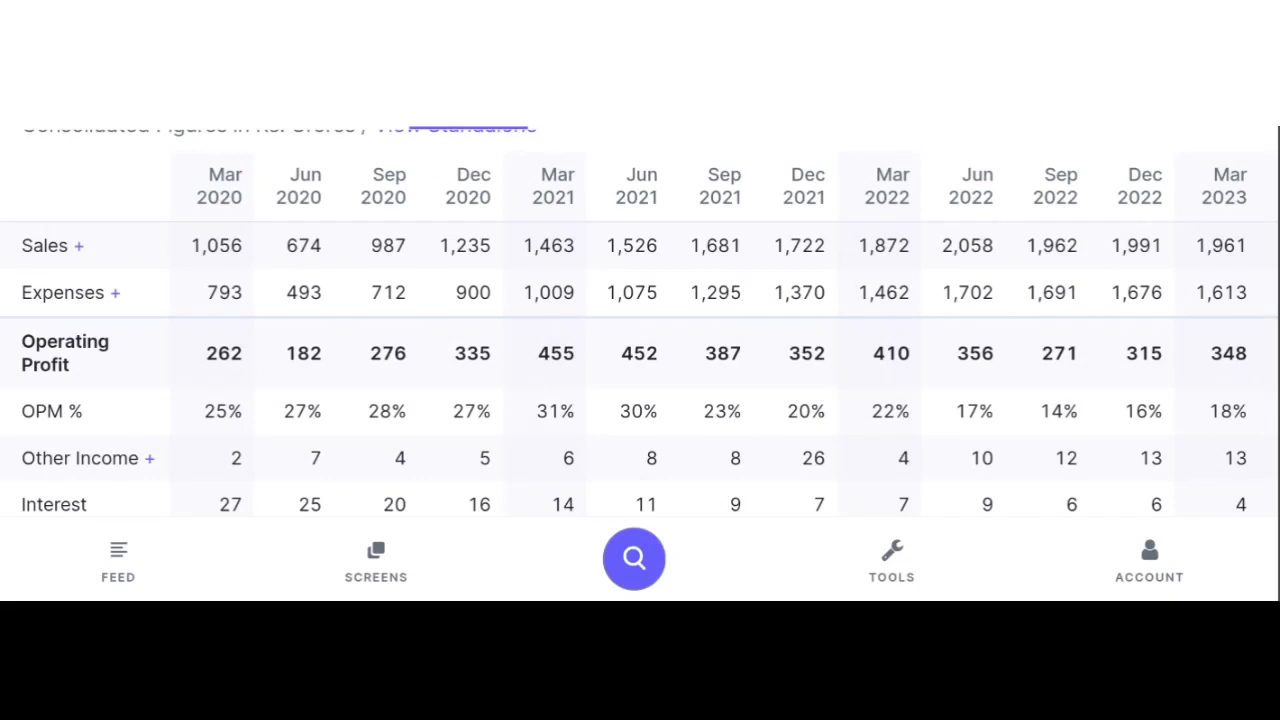 Consolidated Figures in Rs. Crores / View Standalone
Mar 2020 Jun 2020 Sep 2020 Dec 2020 Mar 2021 Jun 2021 Sep 2021 Dec 2021 Mar 2022 Jun 2022 Sep 2022 Dec 2022 Mar 2023
Sales + 1,056 674 987 1,235 1,463 1,526 1,681 1,722 1,872 2,058 1,962 1,991 1,961
Expenses + 793 493 712 900 1,009 1,075 1,295 1,370 1,462 1,702 1,691 1,676 1,613
Operating Profit 262 182 276 335 455 452 387 352 410 356 271 315 348
OPM % 25% 27% 28% 27% 31% 30% 23% 20% 22% 17% 14% 16% 18%
Other Income + 2 7 4 5 6 8 8 26 4 10 12 13 13
Interest 27 25 20 16 14 11 9 7 7 9 6 6 4
FEED SCREENS TOOLS ACCOUNT